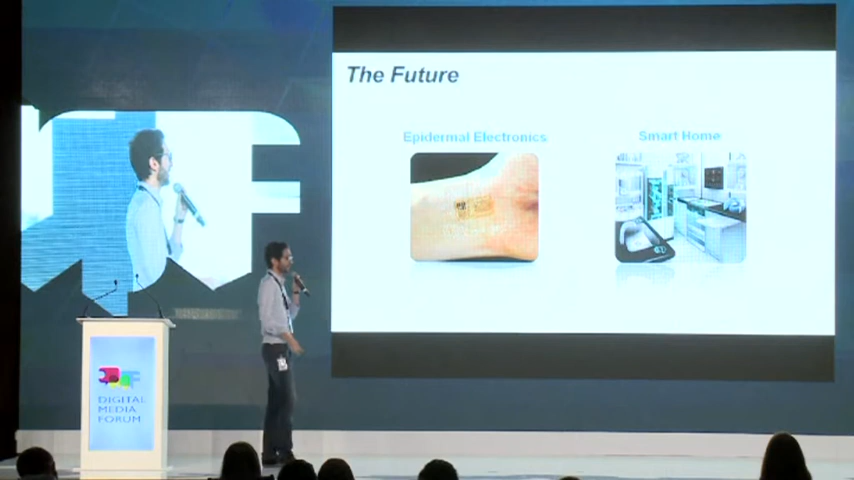 The Future
Epidermal Electronics
Smart Home
DIGITAL
MEDIA
FORUM